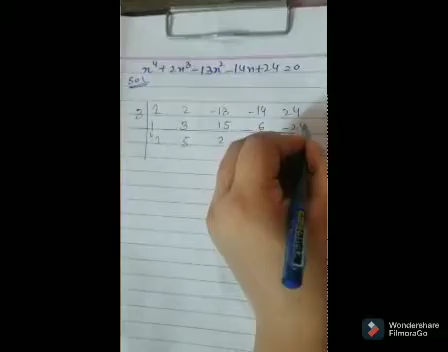 x⁴ + 2x³ - 13x² - 14x + 24 = 0
Sol
3 | 1 2 -13 -14 24
1 3 15 6 -24
1 5 2
Wondershare
FilmoraGo